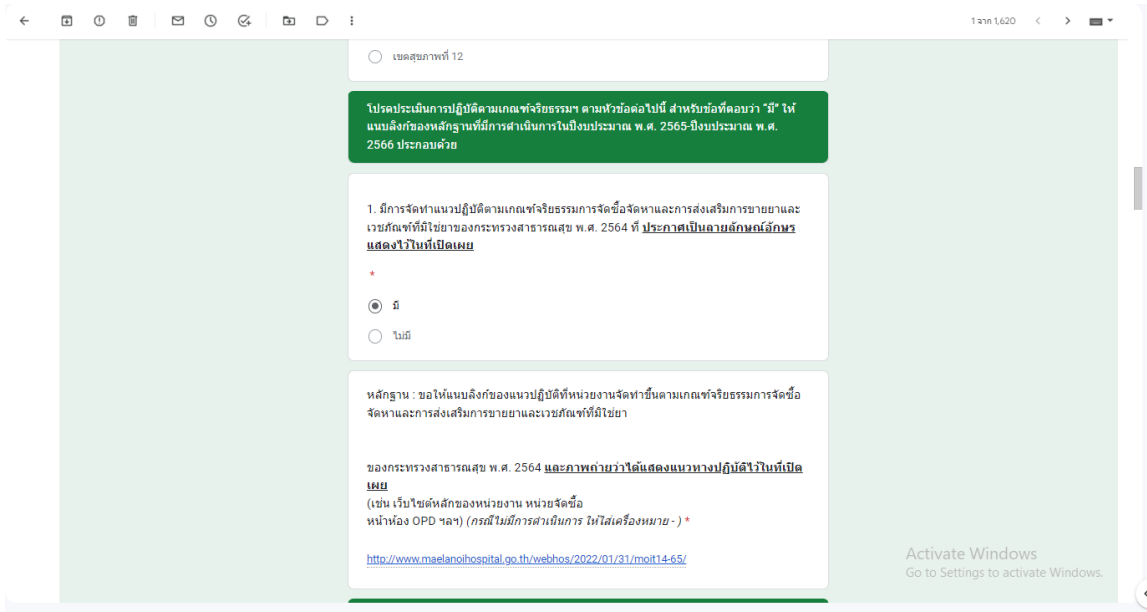 1 จาก 1,620
เขตสุขภาพที่ 12
โปรดประเมินการปฏิบัติตามเกณฑ์จริยธรรมฯ ตามหัวข้อต่อไปนี้ สำหรับข้อที่ตอบว่า “มี” ให้
แนบลิงก์ของหลักฐานที่มีการดำเนินการในปีงบประมาณ พ.ศ. 2565-ปีงบประมาณ พ.ศ.
2566 ประกอบด้วย
1. มีการจัดทำแนวปฏิบัติตามเกณฑ์จริยธรรมการจัดซื้อจัดหาและการส่งเสริมการขายยาและ
เวชภัณฑ์ที่มิใช่ยาของกระทรวงสาธารณสุข พ.ศ. 2564 ที่ ประกาศเป็นลายลักษณ์อักษร
แสดงไว้ในที่เปิดเผย
*
มี
ไม่มี
หลักฐาน : ขอให้แนบลิงก์ของแนวปฏิบัติที่หน่วยงานจัดทำขึ้นตามเกณฑ์จริยธรรมการจัดซื้อ
จัดหาและการส่งเสริมการขายยาและเวชภัณฑ์ที่มิใช่ยา
ของกระทรวงสาธารณสุข พ.ศ. 2564 และภาพถ่ายว่าได้แสดงแนวทางปฏิบัติไว้ในที่เปิด
เผย
(เช่น เว็บไซต์หลักของหน่วยงาน หน่วยจัดซื้อ
หน้าห้อง OPD ฯลฯ) (กรณีไม่มีการดำเนินการ ให้ใส่เครื่องหมาย - ) *
http://www.maelanoihospital.go.th/webhos/2022/01/31/moit14-65/
Activate Windows
Go to Settings to activate Windows.